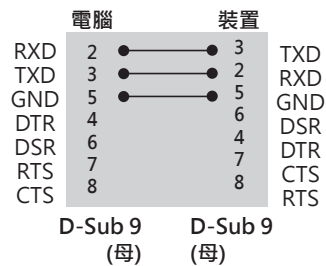 電腦 裝置
RXD 2 3 TXD
TXD 3 2 RXD
GND 5 5 GND
DTR 4 6 DSR
DSR 6 4 DTR
RTS 7 7 CTS
CTS 8 8 RTS
D-Sub 9 D-Sub 9
(母) (母)